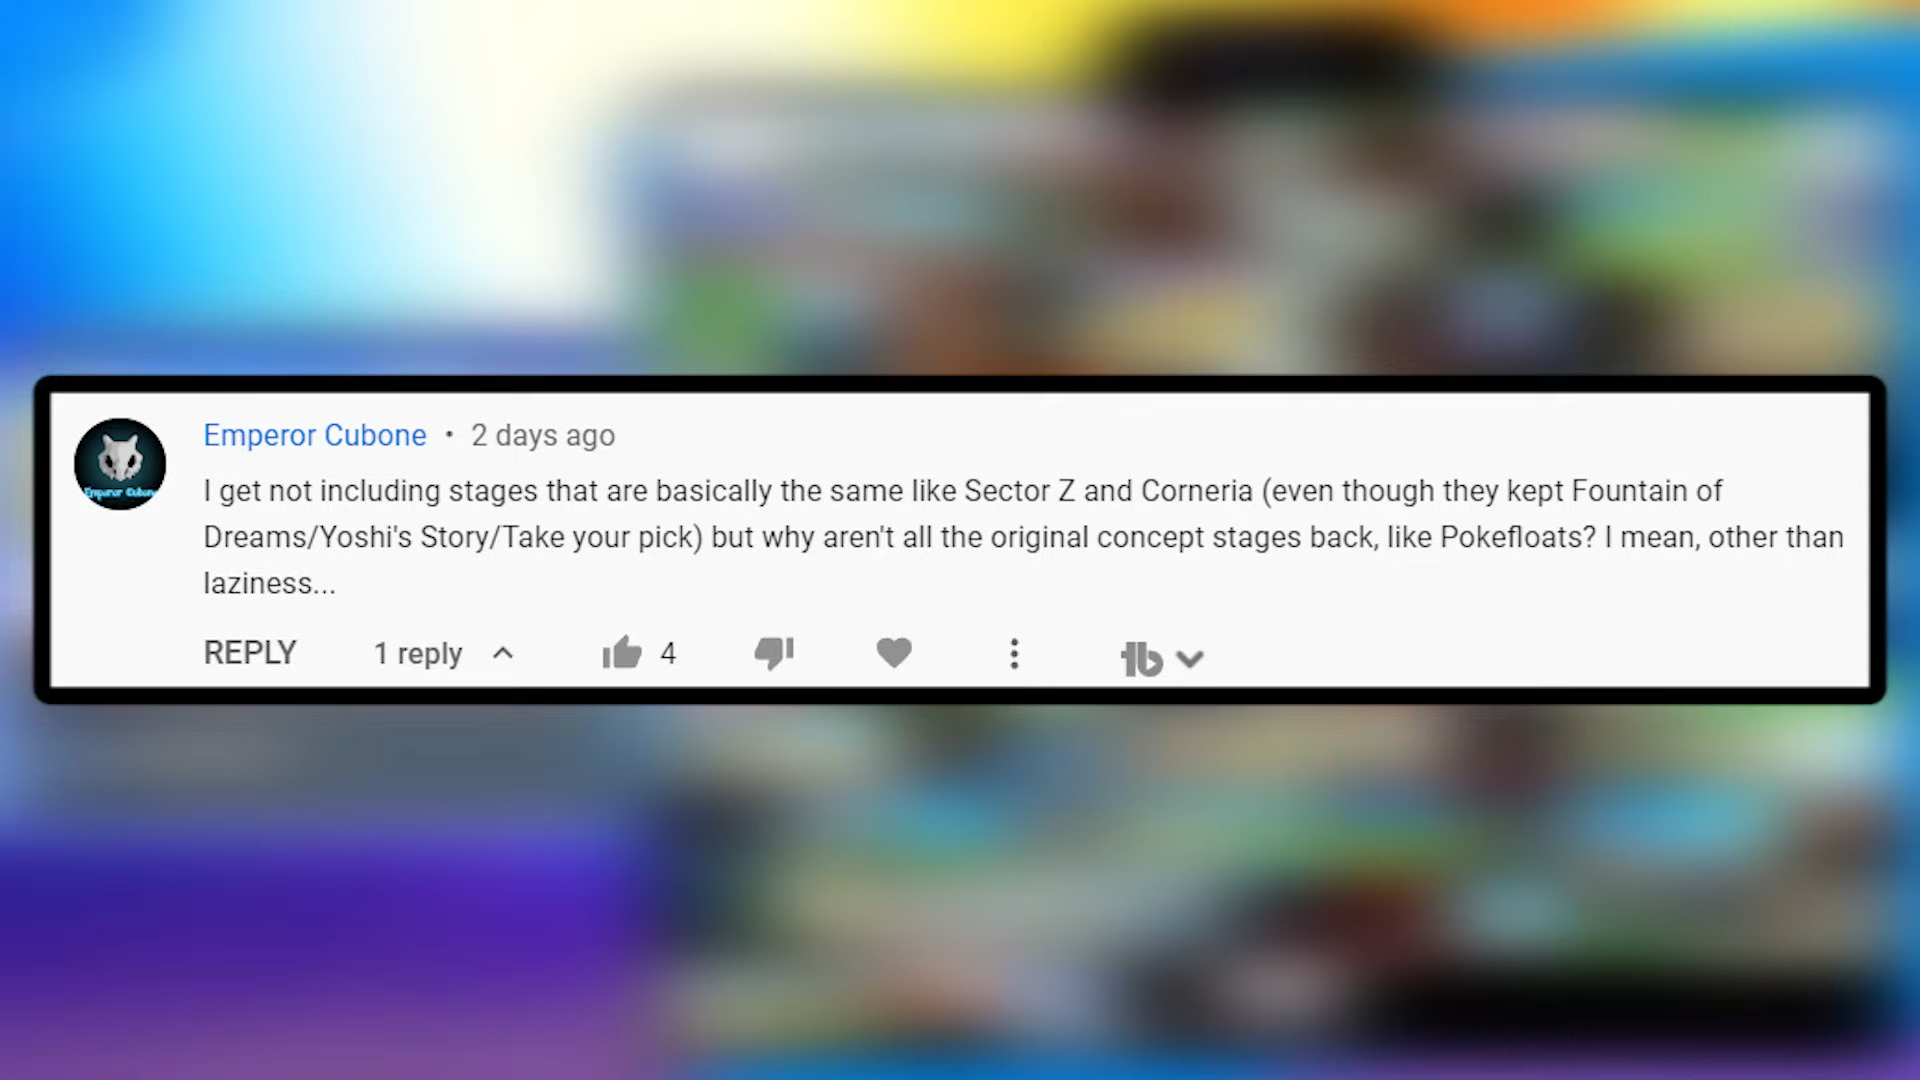 Emperor Cubone • 2 days ago
I get not including stages that are basically the same like Sector Z and Corneria (even though they kept Fountain of
Dreams/Yoshi's Story/Take your pick) but why aren't all the original concept stages back, like Pokefloats? I mean, other than
laziness...
REPLY 1 reply 4
Emperor Cubone